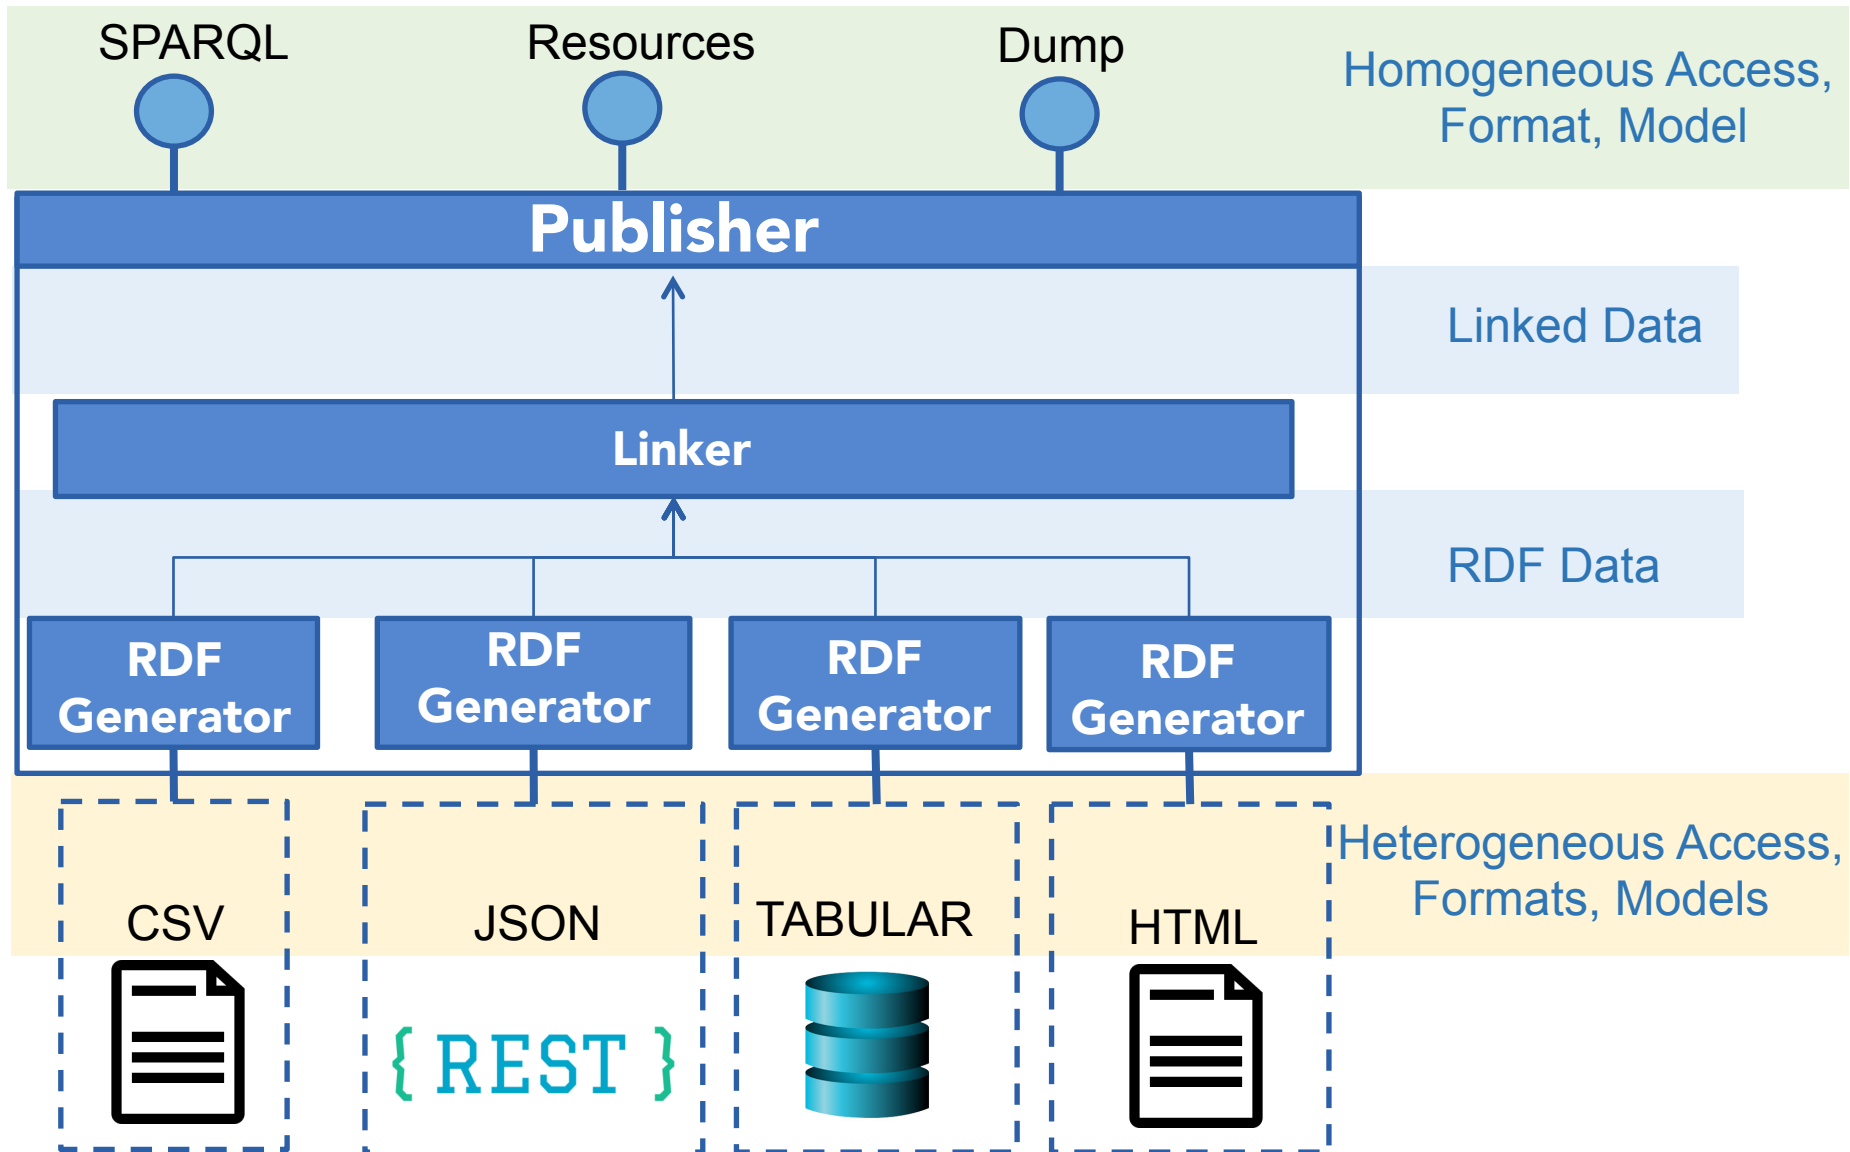 SPARQL
Resources
Dump
Homogeneous Access,
Format, Model
Publisher
Linked Data
Linker
RDF Data
RDF
Generator
RDF
Generator
RDF
Generator
RDF
Generator
Heterogeneous Access,
Formats, Models
CSV
JSON
TABULAR
HTML
{ REST }